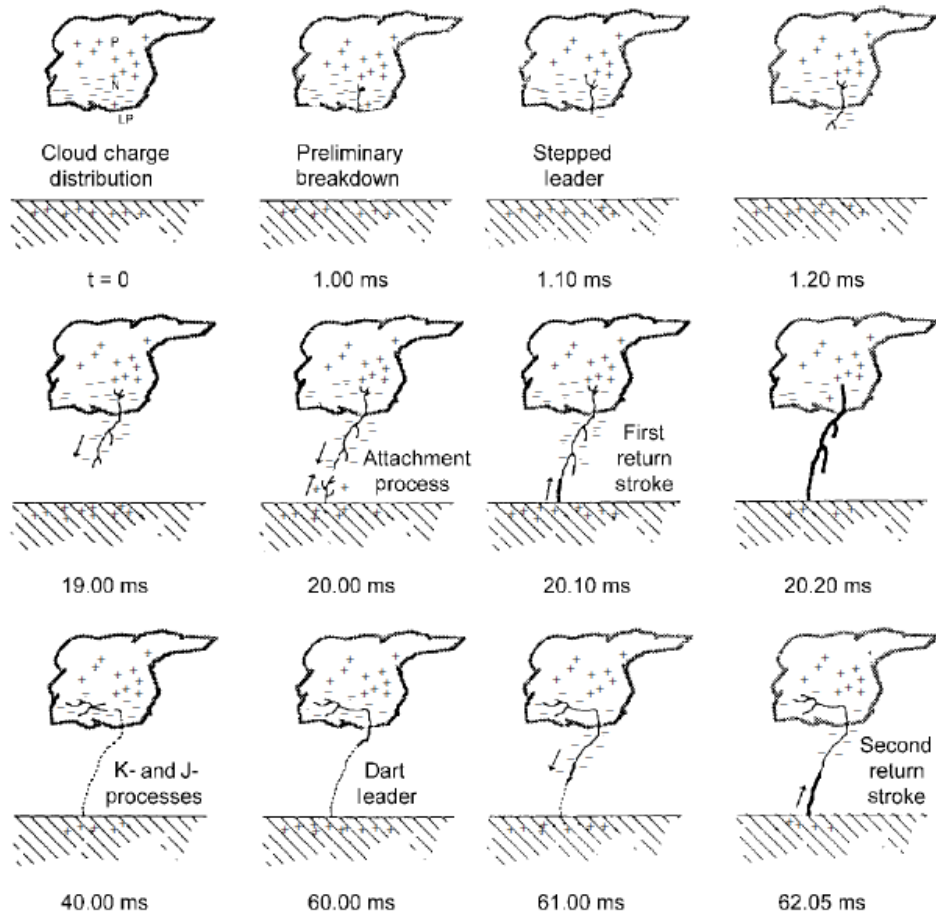 P
N
LP
Cloud charge
distribution
Preliminary
breakdown
Stepped
leader
t = 0
1.00 ms
1.10 ms
1.20 ms
Attachment
process
First
return
stroke
19.00 ms
20.00 ms
20.10 ms
20.20 ms
K- and J-
processes
Dart
leader
Second
return
stroke
40.00 ms
60.00 ms
61.00 ms
62.05 ms